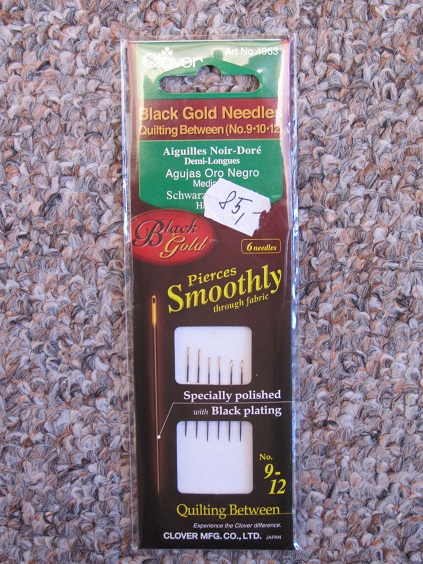 Clover
Art No.4983
Black Gold Needles
Quilting Between (No.9•10•12
Aiguilles Noir-Doré
Demi-Longues
Agujas Oro Negro
85,-
Black
Gold
6 needles
Pierces
Smoothly
through fabric
Specially polished
with Black plating
No.
9-
12
Quilting Between
Experience the Clover difference.
CLOVER MFG. CO., LTD. JAPAN